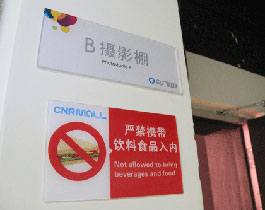 B 摄影棚
Photostudio B
CNRMALL
严禁携带
饮料食品入内
Not allowed to bring
beverages and food